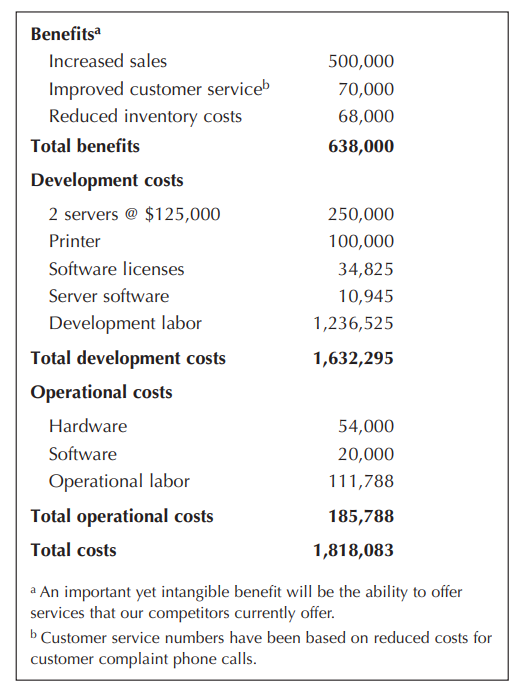 Benefitsᵃ
Increased sales 500,000
Improved customer serviceᵇ 70,000
Reduced inventory costs 68,000
Total benefits 638,000
Development costs
2 servers @ $125,000 250,000
Printer 100,000
Software licenses 34,825
Server software 10,945
Development labor 1,236,525
Total development costs 1,632,295
Operational costs
Hardware 54,000
Software 20,000
Operational labor 111,788
Total operational costs 185,788
Total costs 1,818,083
ᵃ An important yet intangible benefit will be the ability to offer
services that our competitors currently offer.
ᵇ Customer service numbers have been based on reduced costs for
customer complaint phone calls.